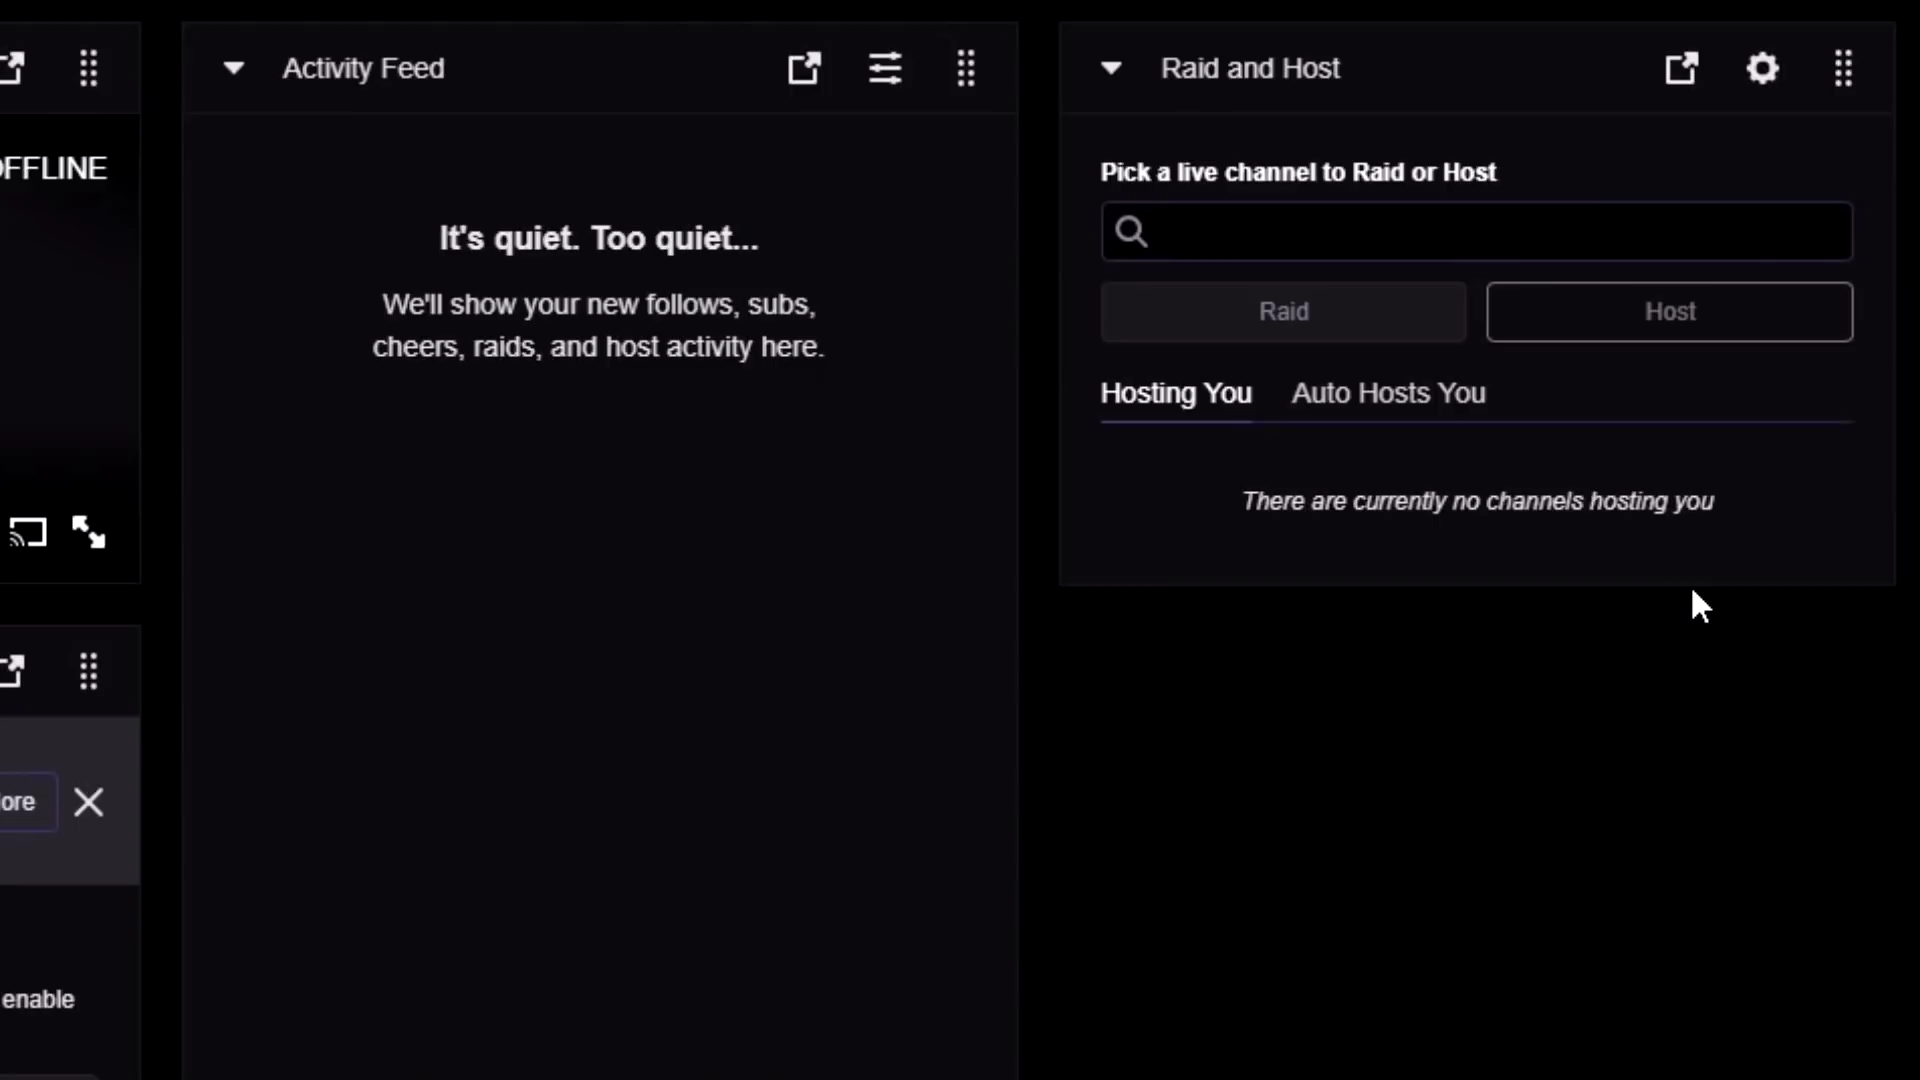 Activity Feed
Raid and Host
OFFLINE
Pick a live channel to Raid or Host
It's quiet. Too quiet...
We'll show your new follows, subs,
cheers, raids, and host activity here.
Raid
Host
Hosting You
Auto Hosts You
There are currently no channels hosting you
ore
enable